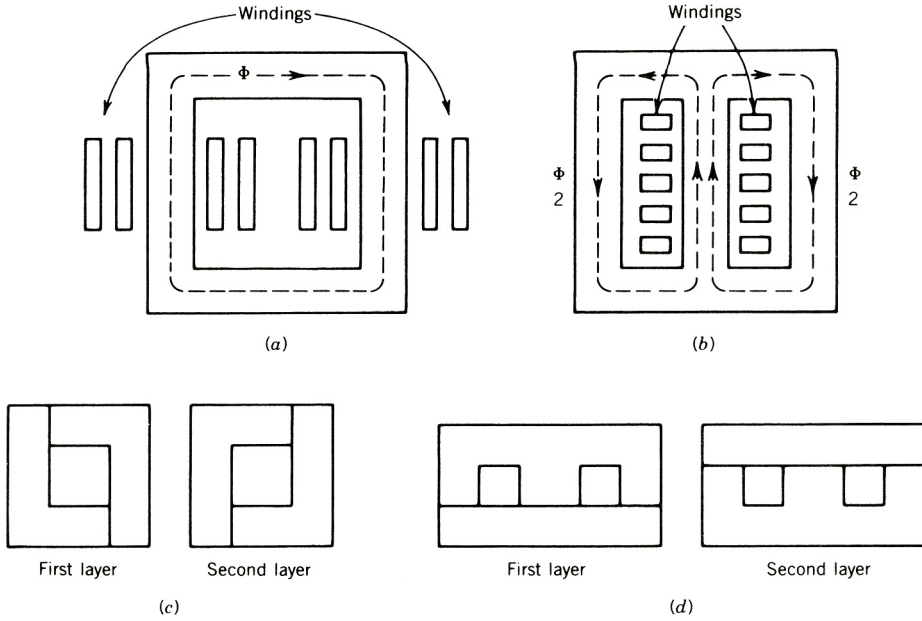 Windings
Φ
(a)
Windings
Φ
2
Φ
2
(b)
First layer
Second layer
(c)
First layer
Second layer
(d)